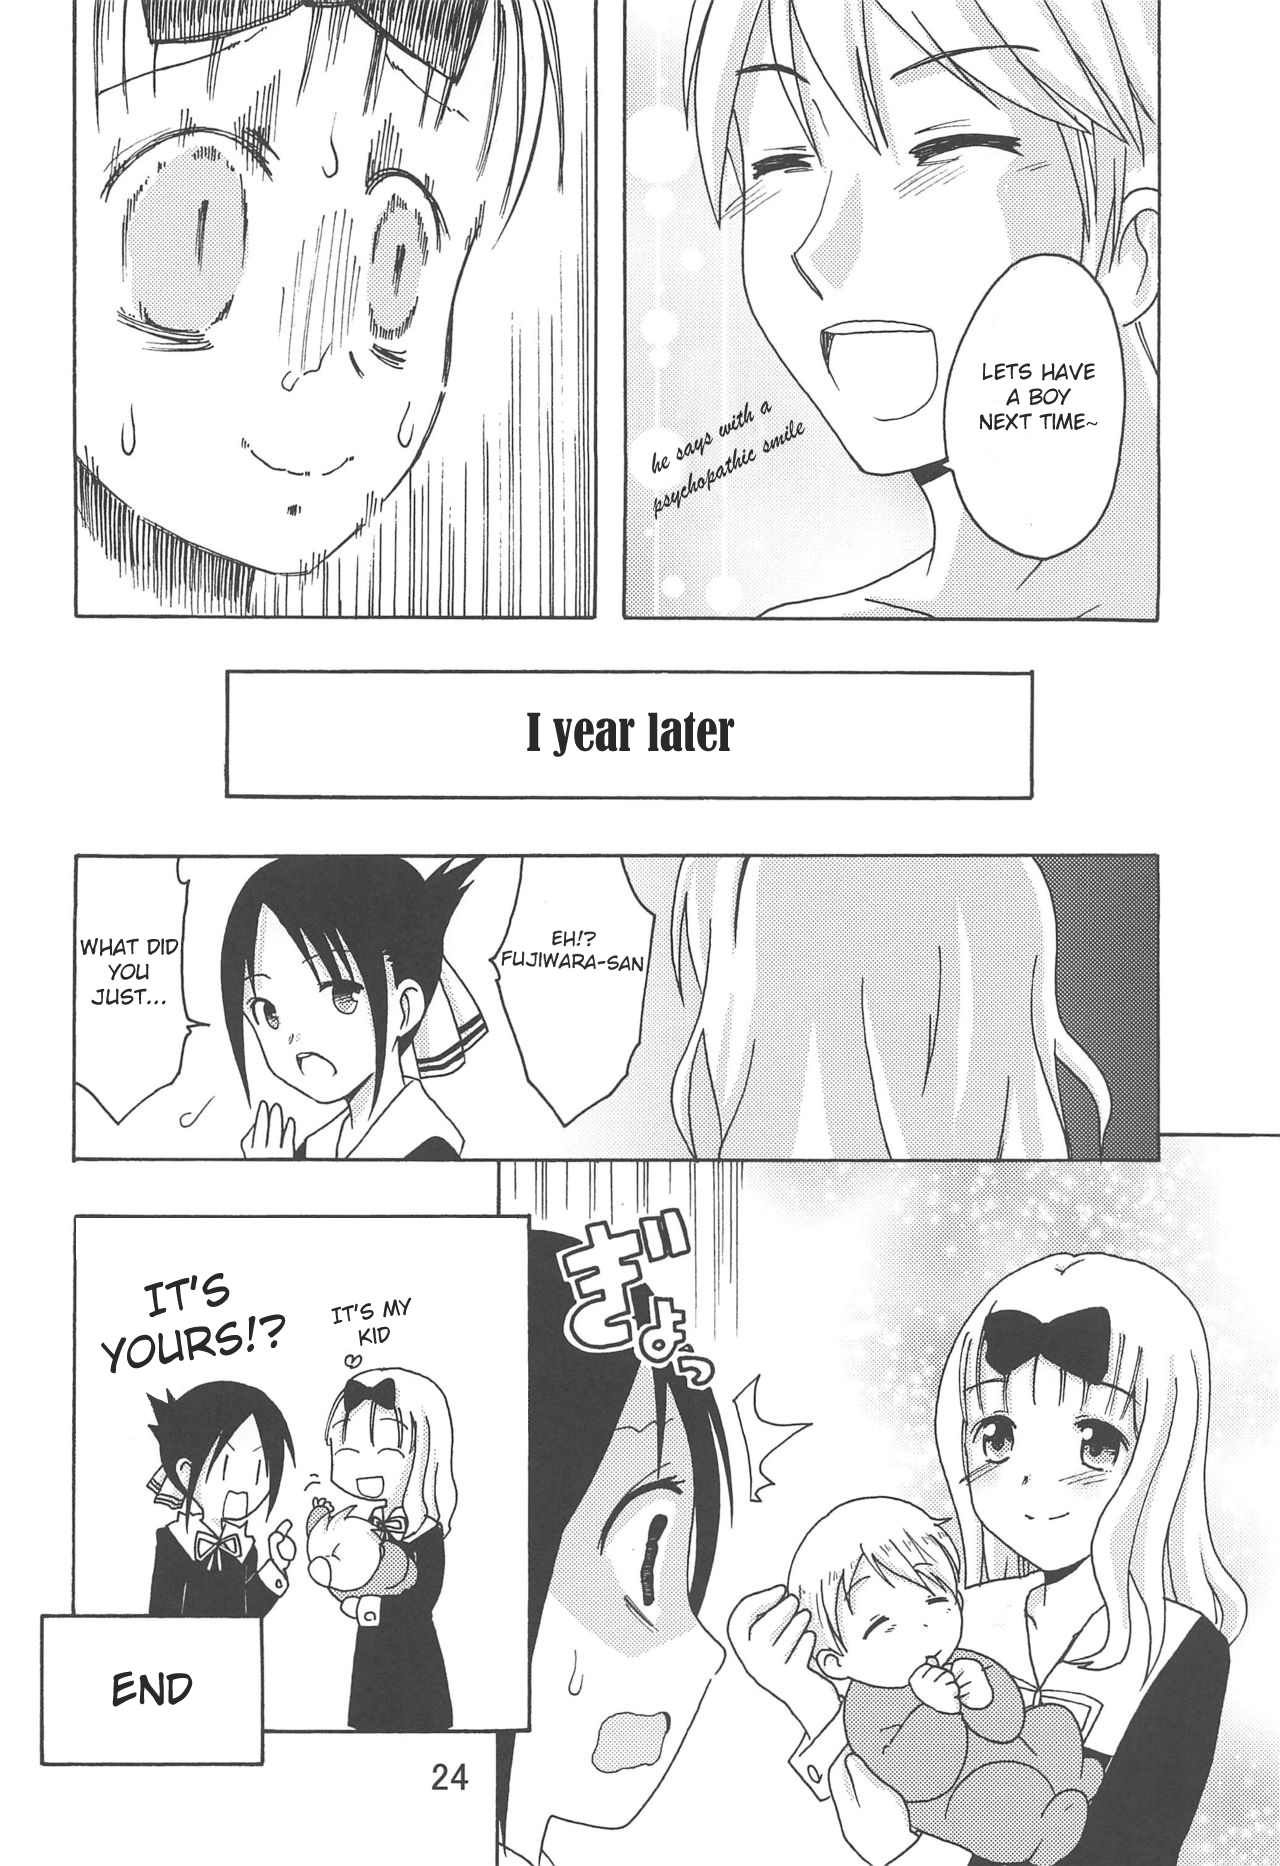 LETS HAVE
A BOY
NEXT TIME~
he says with a
psychopathic smile
1 year later
EH!?
FUJIWARA-SAN
WHAT DID
YOU
JUST...
ぎょっ
IT'S MY
KID
IT'S
YOURS!?
END
24